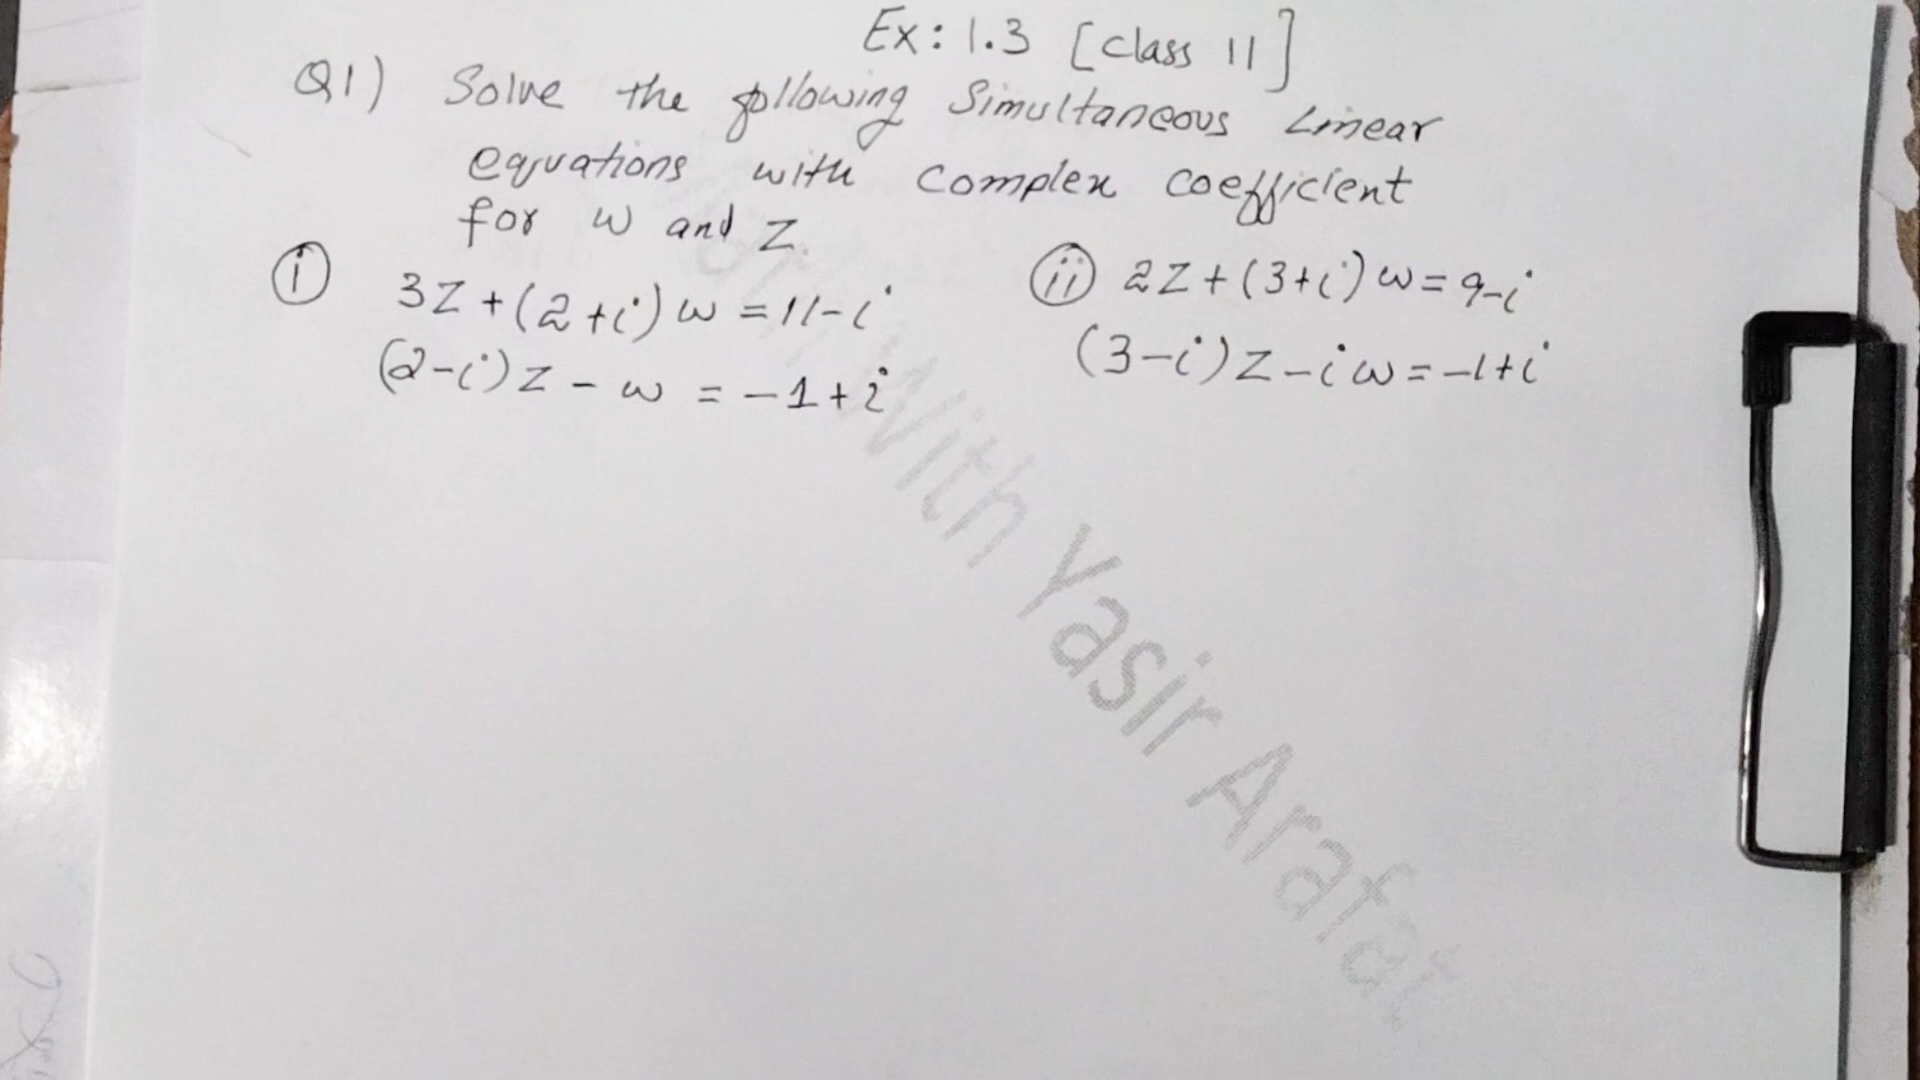 Ex: 1.3 [Class 11]
Q1) Solve the following Simultaneous Linear
equations with Complex coefficient
for w and z.
(i) 3z + (2+i)w = 11-i
(2-i)z - w = -1+i
(ii) 2z + (3+i)w = 9-i
(3-i)z - iw = -1+i
With Yasir Arafat